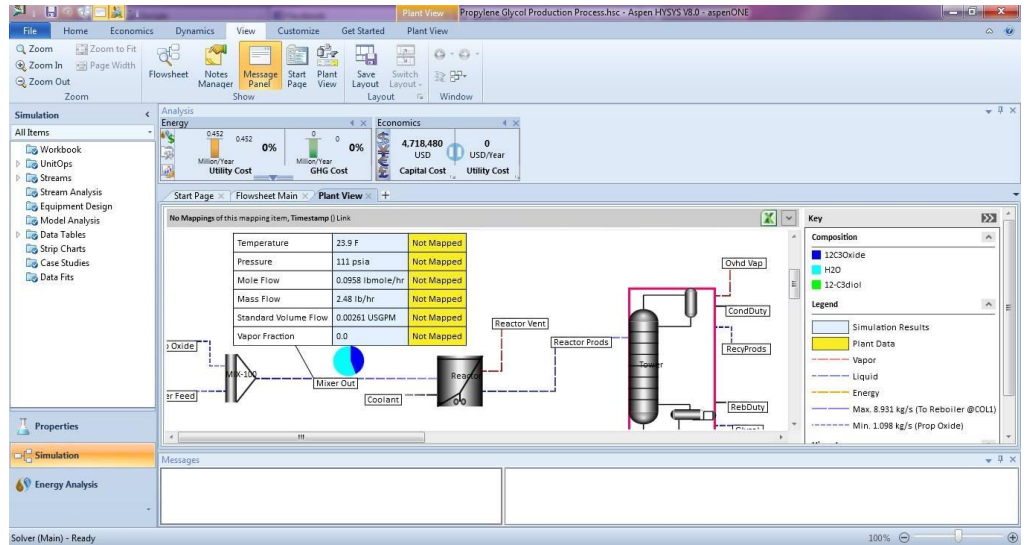 Plant View
Propylene Glycol Production Process.hsc - Aspen HYSYS V8.0 - aspenONE
File Home Economics Dynamics View Customize Get Started Plant View
Zoom Zoom to Fit
Zoom In Page Width
Zoom Out
Flowsheet Notes Manager Message Panel Start Page Plant View Save Layout Switch Layout
Zoom Show Layout Window
Simulation
All Items
Workbook
UnitOps
Streams
Stream Analysis
Equipment Design
Model Analysis
Data Tables
Strip Charts
Case Studies
Data Fits
Properties
Simulation
Energy Analysis
Analysis
Energy
0.452 0.452 0%
Million/Year
Utility Cost
0 0 0%
Million/Year
GHG Cost
Economics
4,718,480 USD
Capital Cost
0 USD/Year
Utility Cost
Start Page Flowsheet Main Plant View +
No Mappings of this mapping item, Timestamp () Link
Temperature 23.9 F Not Mapped
Pressure 111 psia Not Mapped
Mole Flow 0.0958 lbmole/hr Not Mapped
Mass Flow 2.48 lb/hr Not Mapped
Standard Volume Flow 0.00261 USGPM Not Mapped
Vapor Fraction 0.0 Not Mapped
Oxide
MIX-100
Feed
Mixer Out
Coolant
Reactor
Reactor Vent
Reactor Prods
Tower
Ovhd Vap
CondDuty
RecyProds
RebDuty
Key
Composition
12C3Oxide
H2O
12-C3diol
Legend
Simulation Results
Plant Data
Vapor
Liquid
Energy
Max. 8.931 kg/s (To Reboiler @COL1)
Min. 1.098 kg/s (Prop Oxide)
Messages
Solver (Main) - Ready
100%